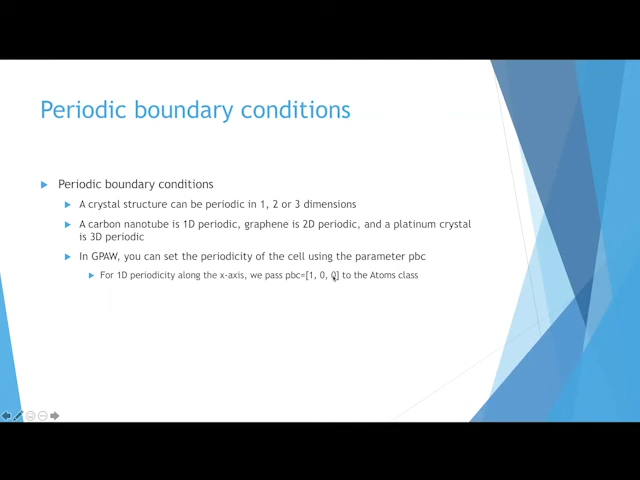 Periodic boundary conditions
Periodic boundary conditions
A crystal structure can be periodic in 1, 2 or 3 dimensions
A carbon nanotube is 1D periodic, graphene is 2D periodic, and a platinum crystal
is 3D periodic
In GPAW, you can set the periodicity of the cell using the parameter pbc
For 1D periodicity along the x-axis, we pass pbc=[1, 0, 0] to the Atoms class